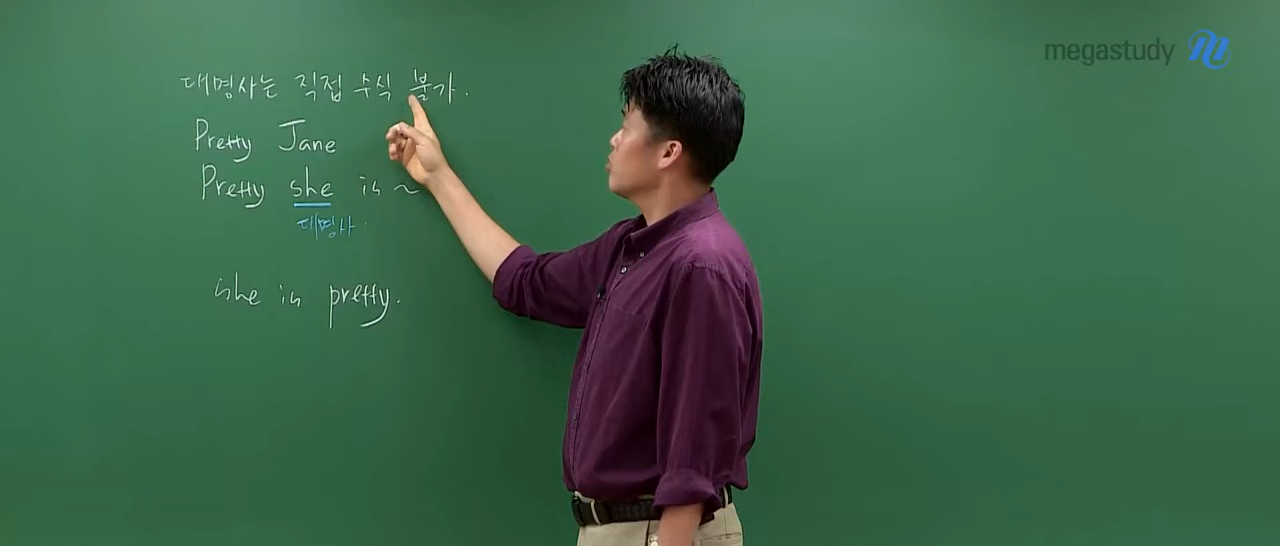 대명사는 직접 수식 불가.
Pretty Jane
Pretty she is ~
대명사
she is pretty.
megastudy